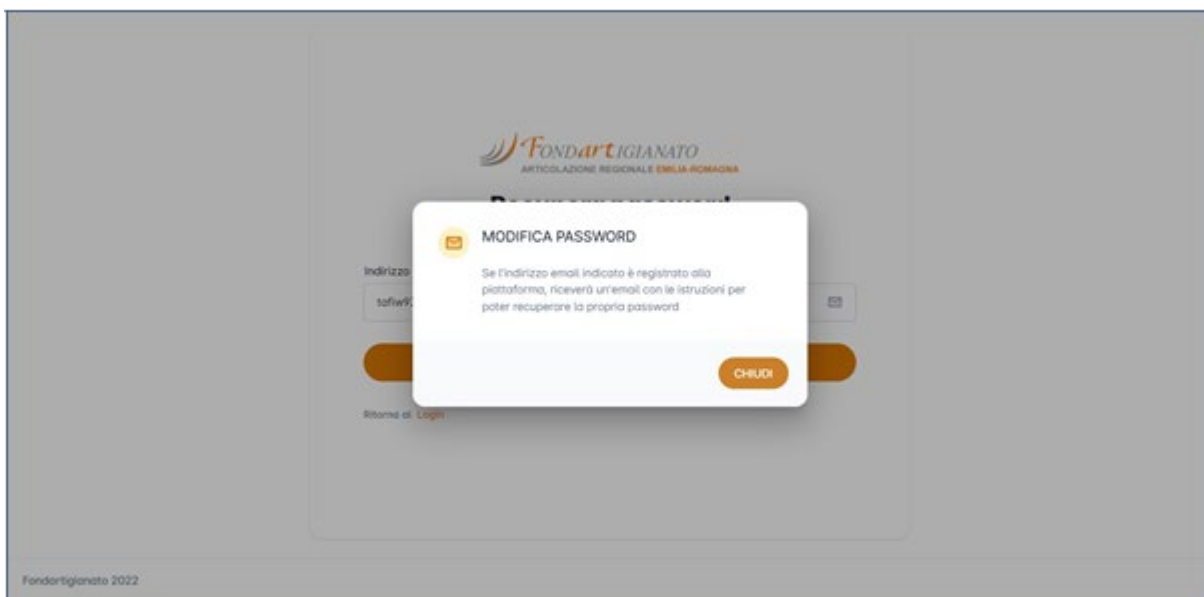 FONDARTIGIANATO
ARTICOLAZIONE REGIONALE EMILIA-ROMAGNA
MODIFICA PASSWORD
Indirizzo
Se l'indirizzo email indicato è registrato alla
piattaforma, riceverà un'email con le istruzioni per
poter recuperare la propria password
CHIUDI
Ritorna al Login
Fondartigianato 2022